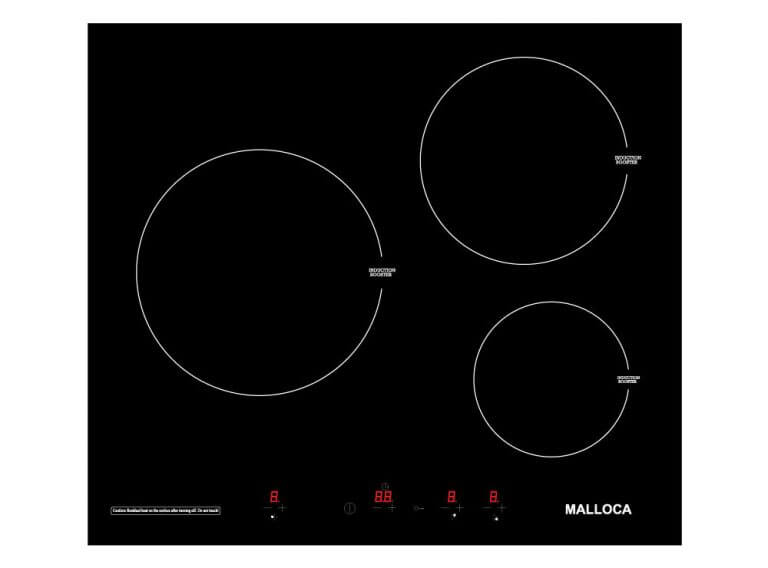 INDUCTION
BOOSTER
INDUCTION
BOOSTER
INDUCTION
BOOSTER
8.
8.8.
8.
8.
Caution: Residual heat on the surface after turning off. Do not touch!
MALLOCA